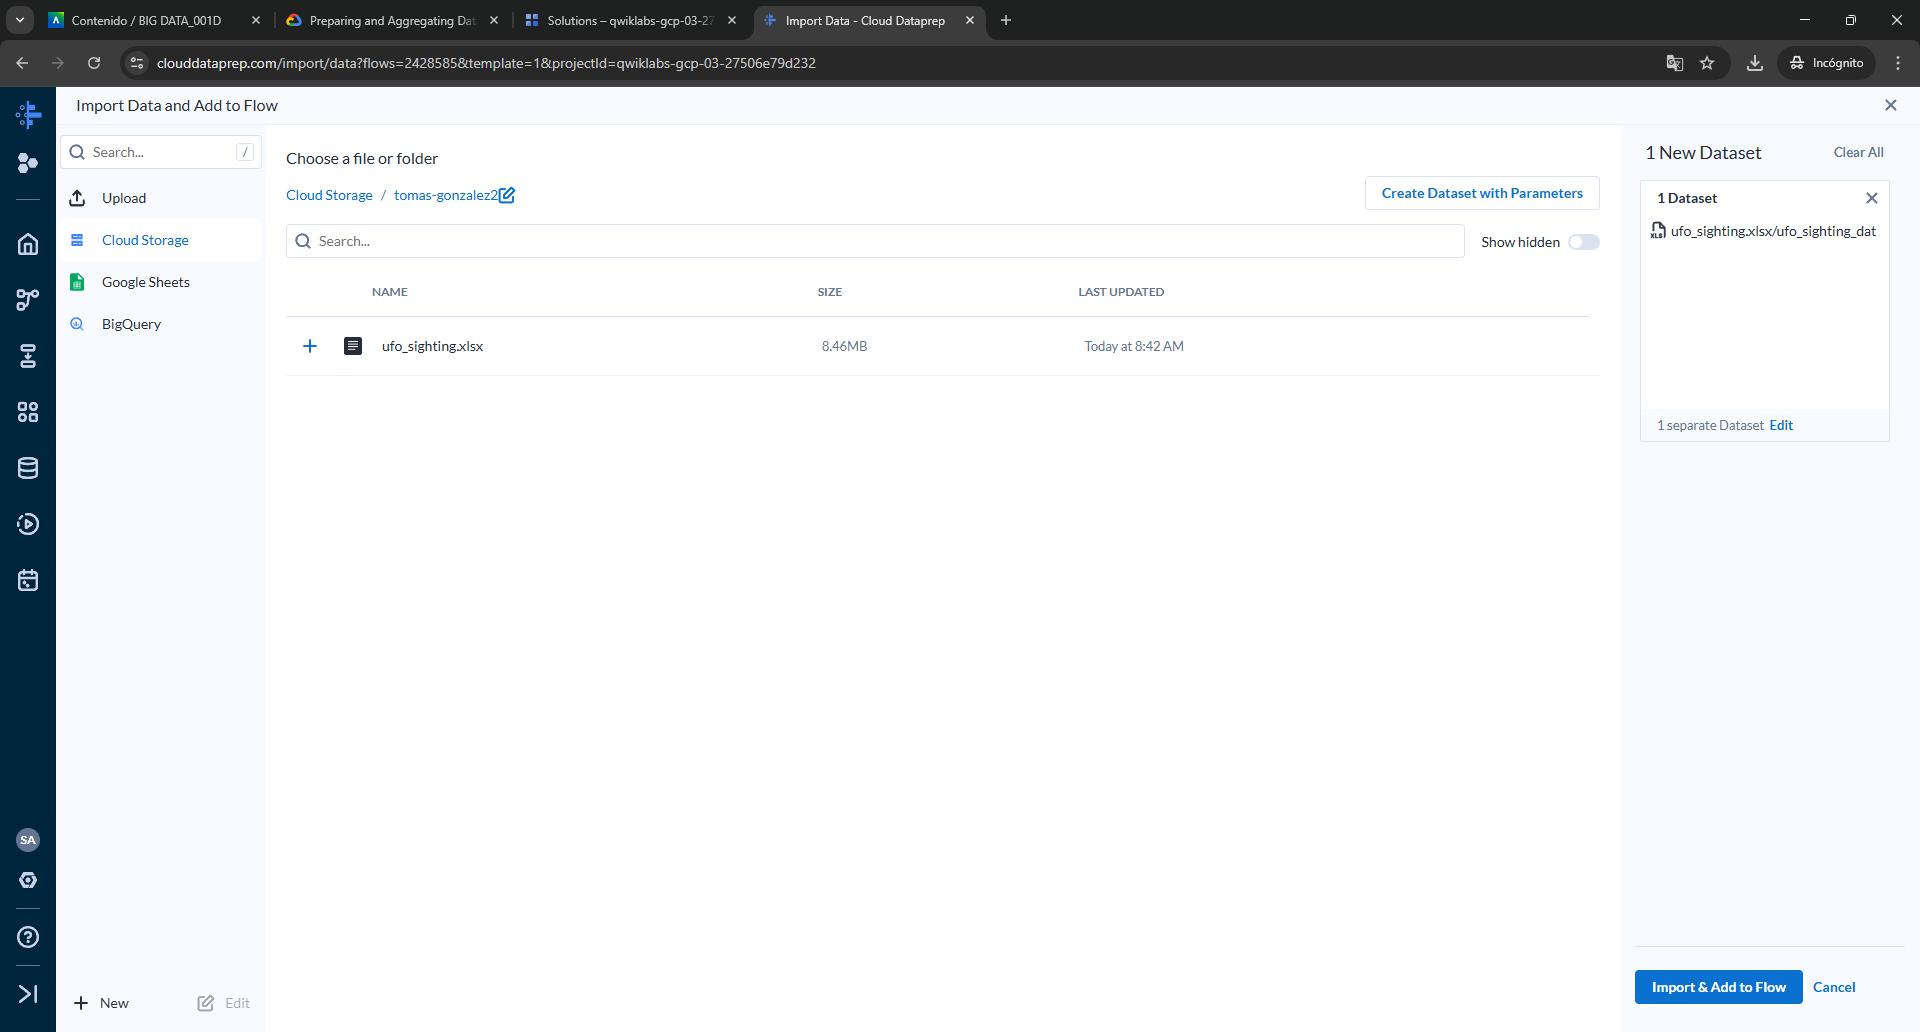 Contenido / BIG DATA_001D
Preparing and Aggregating Dat
Solutions – qwiklabs-gcp-03-27
Import Data - Cloud Dataprep
clouddataprep.com/import/data?flows=2428585&template=1&projectId=qwiklabs-gcp-03-27506e79d232
Incógnito
Import Data and Add to Flow
Search...
/
Upload
Cloud Storage
Google Sheets
BigQuery
Choose a file or folder
Cloud Storage / tomas-gonzalez2
Create Dataset with Parameters
Search...
Show hidden
NAME SIZE LAST UPDATED
ufo_sighting.xlsx 8.46MB Today at 8:42 AM
1 New Dataset
Clear All
1 Dataset
XLS
ufo_sighting.xlsx/ufo_sighting_dat
1 separate Dataset Edit
SA
New
Edit
Import & Add to Flow
Cancel